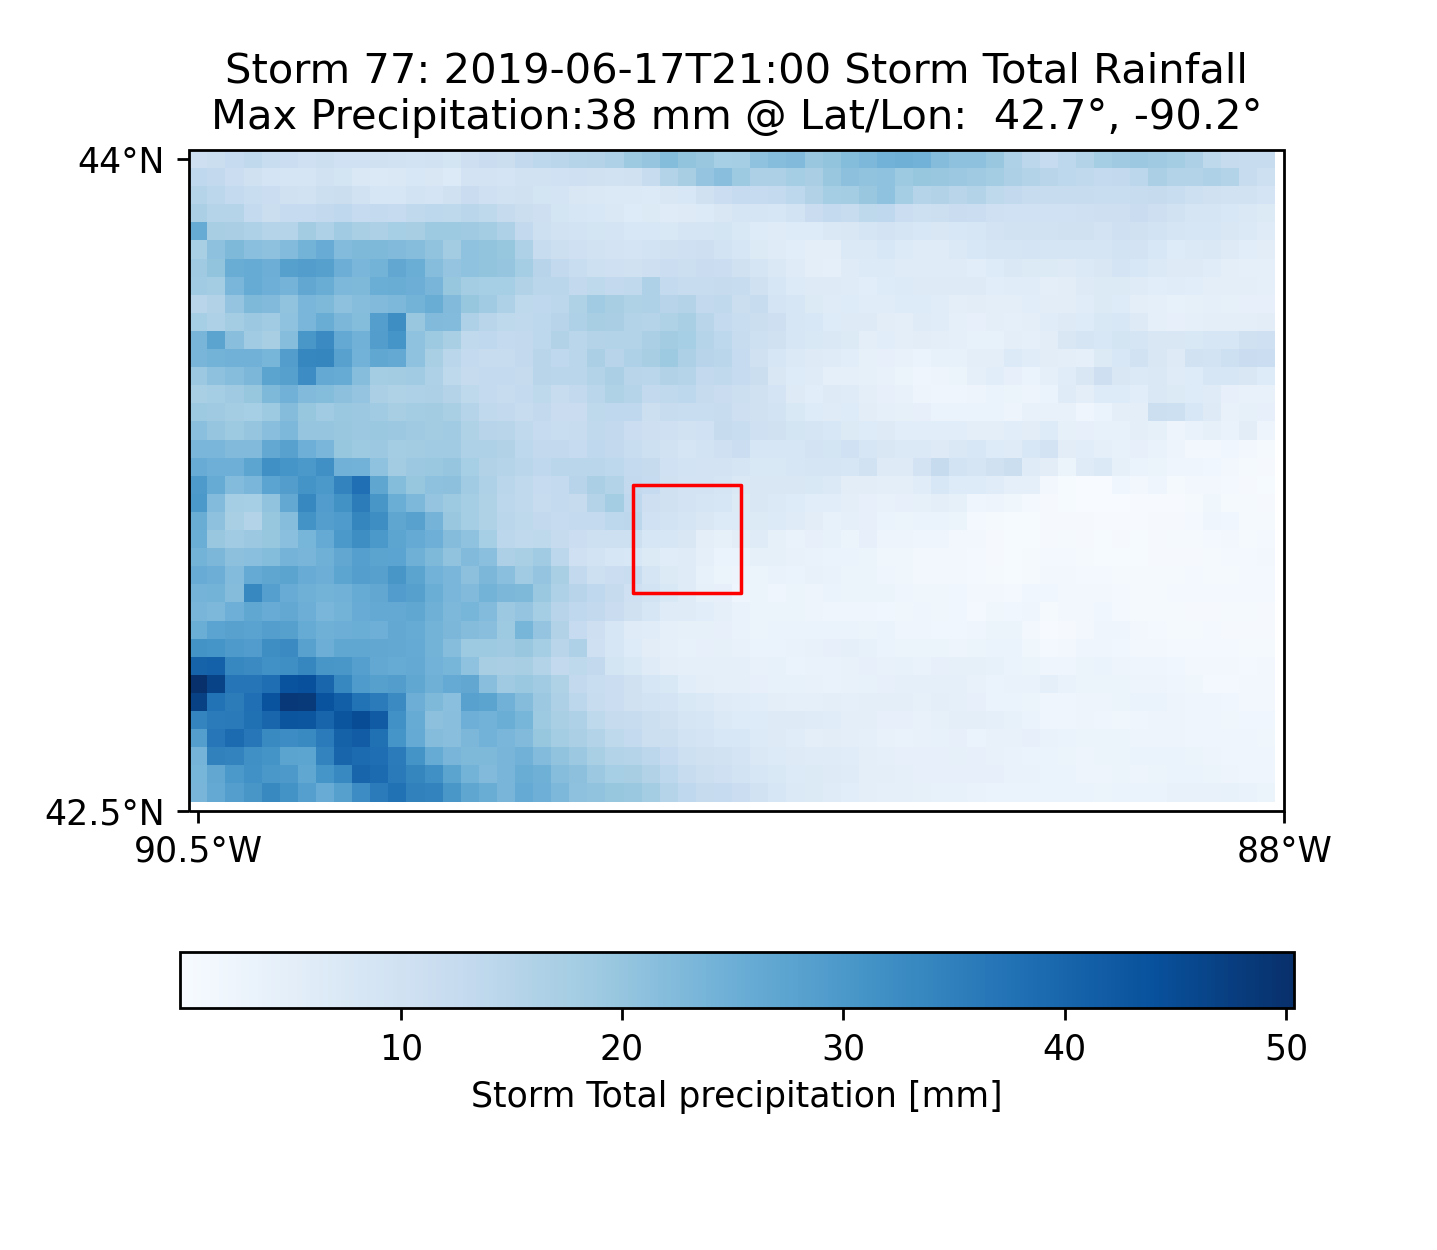 Storm 77: 2019-06-17T21:00 Storm Total Rainfall
Max Precipitation:38 mm @ Lat/Lon:  42.7°, -90.2°
44°N
42.5°N
90.5°W
88°W
10
20
30
40
50
Storm Total precipitation [mm]